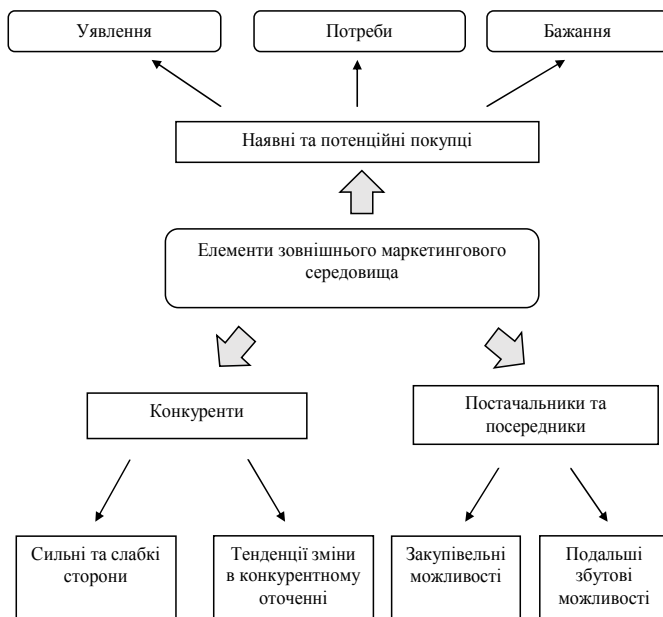 Уявлення
Потреби
Бажання
Наявні та потенційні покупці
Елементи зовнішнього маркетингового
середовища
Конкуренти
Постачальники та
посередники
Сильні та слабкі
сторони
Тенденції зміни
в конкурентному
оточенні
Закупівельні
можливості
Подальші
збутові
можливості